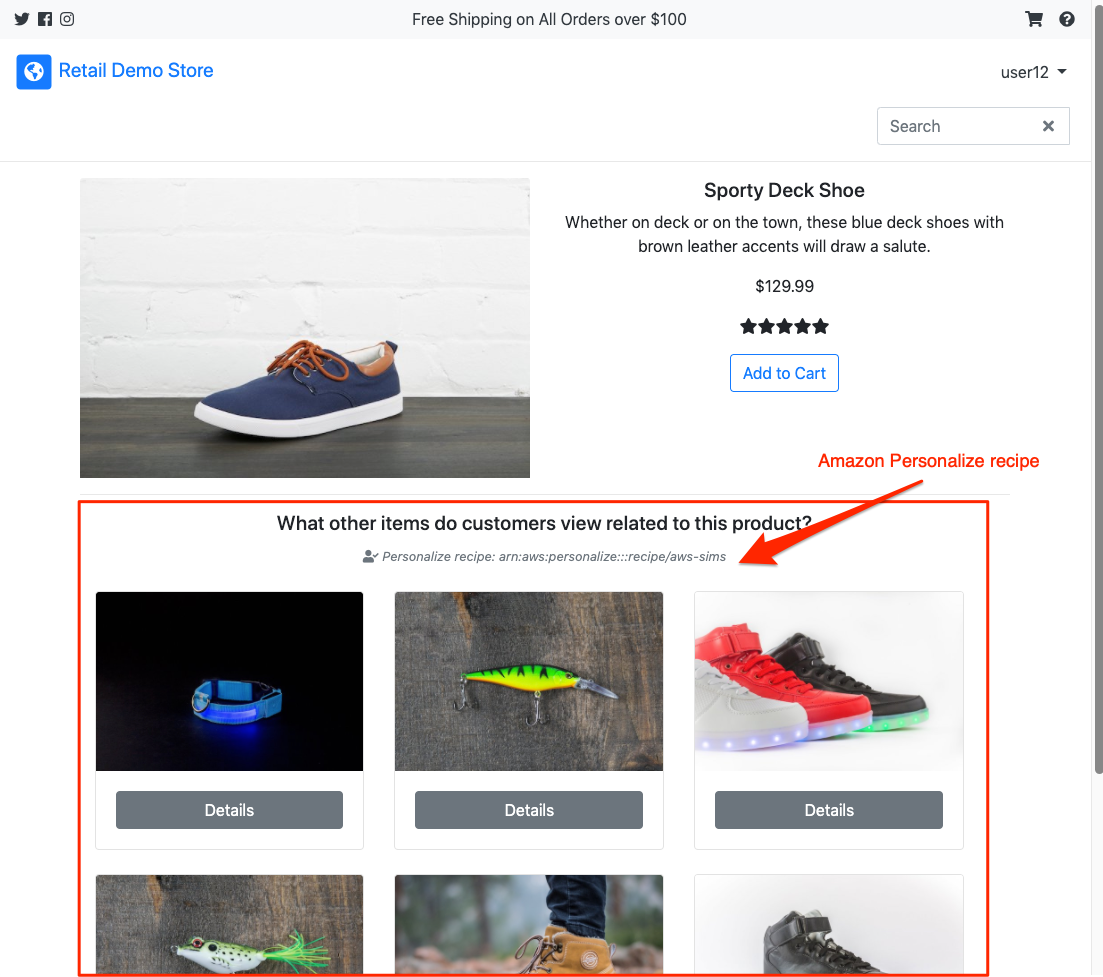 Free Shipping on All Orders over $100
Retail Demo Store
user12
Search
Sporty Deck Shoe
Whether on deck or on the town, these blue deck shoes with
brown leather accents will draw a salute.
$129.99
Add to Cart
Amazon Personalize recipe
What other items do customers view related to this product?
Personalize recipe: arn:aws:personalize:::recipe/aws-sims
Details
Details
Details